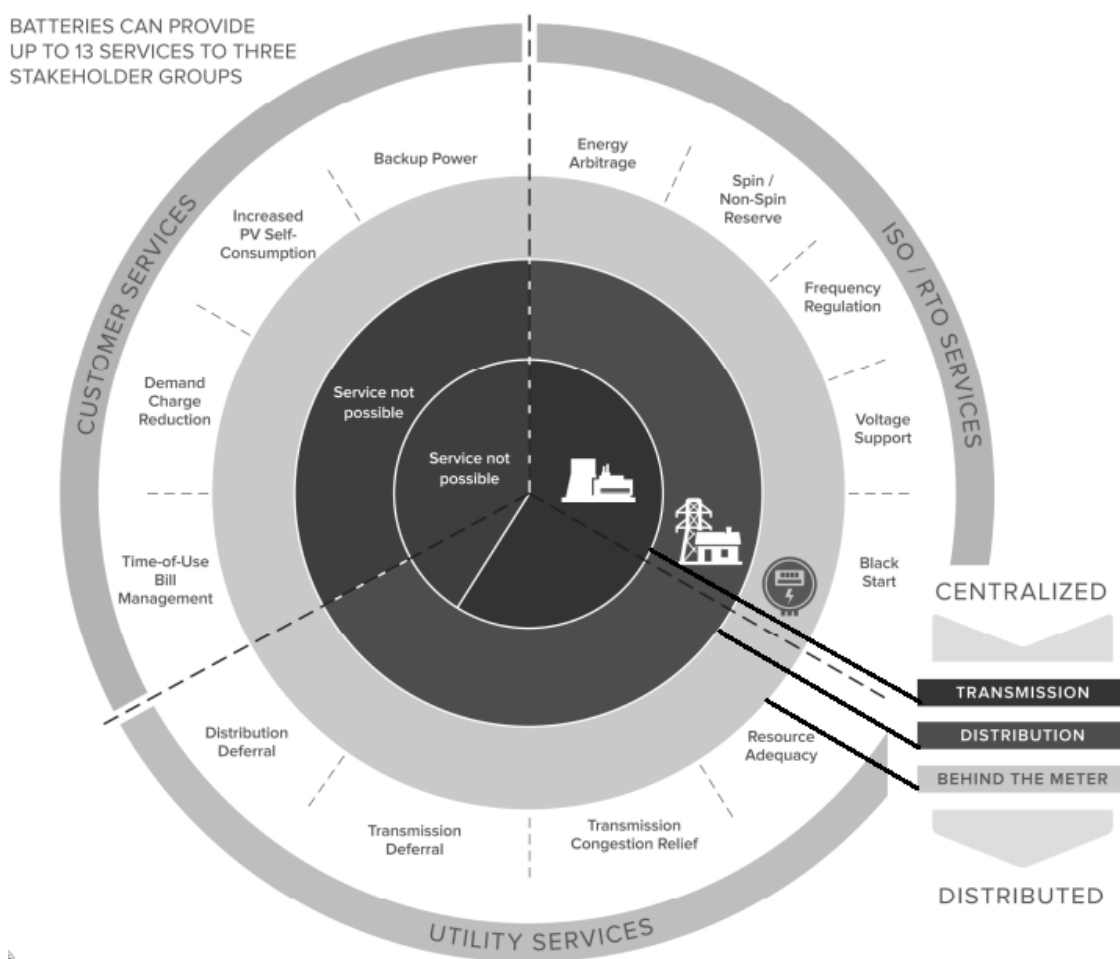 BATTERIES CAN PROVIDE
UP TO 13 SERVICES TO THREE
STAKEHOLDER GROUPS
CUSTOMER SERVICES
ISO / RTO SERVICES
UTILITY SERVICES
Backup Power
Energy
Arbitrage
Spin /
Non-Spin
Reserve
Increased
PV Self-
Consumption
Frequency
Regulation
Demand
Charge
Reduction
Service not
possible
Service not
possible
Voltage
Support
Time-of-Use
Bill
Management
Black
Start
Distribution
Deferral
Resource
Adequacy
Transmission
Deferral
Transmission
Congestion Relief
CENTRALIZED
TRANSMISSION
DISTRIBUTION
BEHIND THE METER
DISTRIBUTED